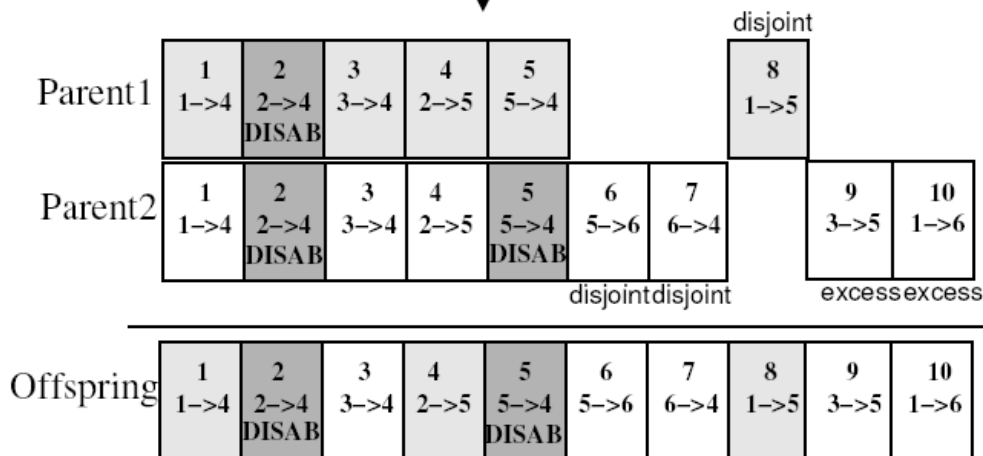 disjoint
Parent1
1 2 3 4 5 8
1->4 2->4 3->4 2->5 5->4 1->5
DISAB
Parent2
1 2 3 4 5 6 7 9 10
1->4 2->4 3->4 2->5 5->4 5->6 6->4 3->5 1->6
DISAB DISAB
disjoint disjoint excess excess
Offspring
1 2 3 4 5 6 7 8 9 10
1->4 2->4 3->4 2->5 5->4 5->6 6->4 1->5 3->5 1->6
DISAB DISAB